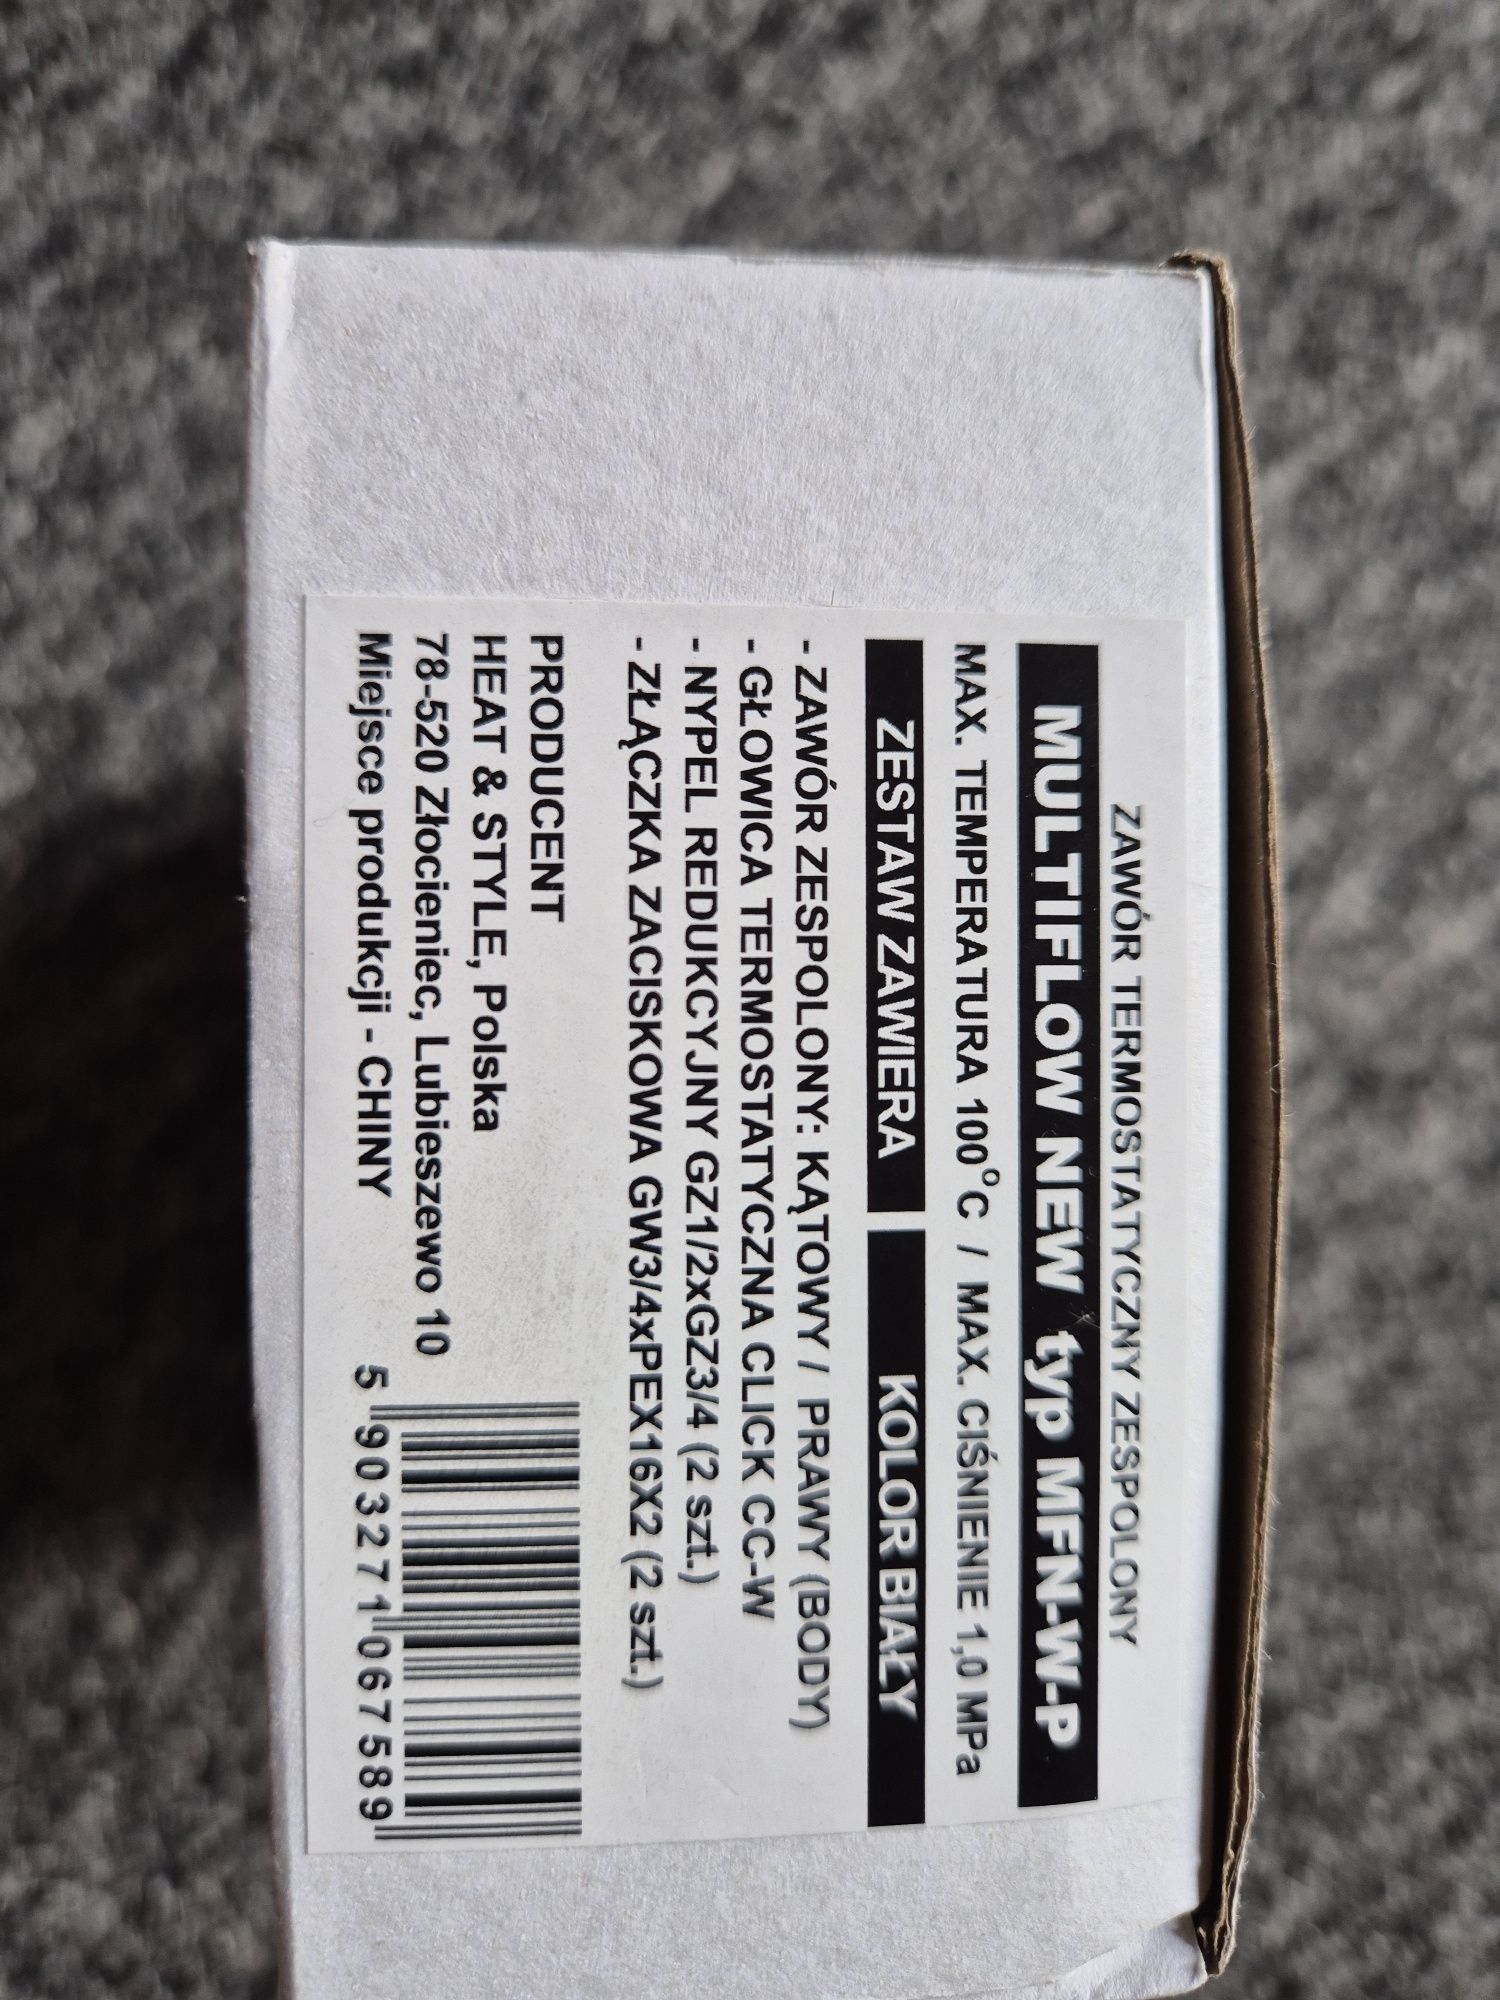 ZAWÓR TERMOSTATYCZNY ZESPOLONY
MULTIFLOW NEW typ MFN-W-P
MAX. TEMPERATURA 100°C / MAX. CIŚNIENIE 1,0 MPa
ZESTAW ZAWIERA KOLOR BIAŁY
- ZAWÓR ZESPOLONY: KĄTOWY / PRAWY (BODY)
- GŁOWICA TERMOSTATYCZNA CLICK CC-W
- NYPEL REDUKCYJNY GZ1/2xGZ3/4 (2 szt.)
- ZŁĄCZKA ZACISKOWA GW3/4xPEX16X2 (2 szt.)
PRODUCENT
HEAT & STYLE, Polska
78-520 Złocieniec, Lubieszewo 10
Miejsce produkcji - CHINY
5 903271 067589